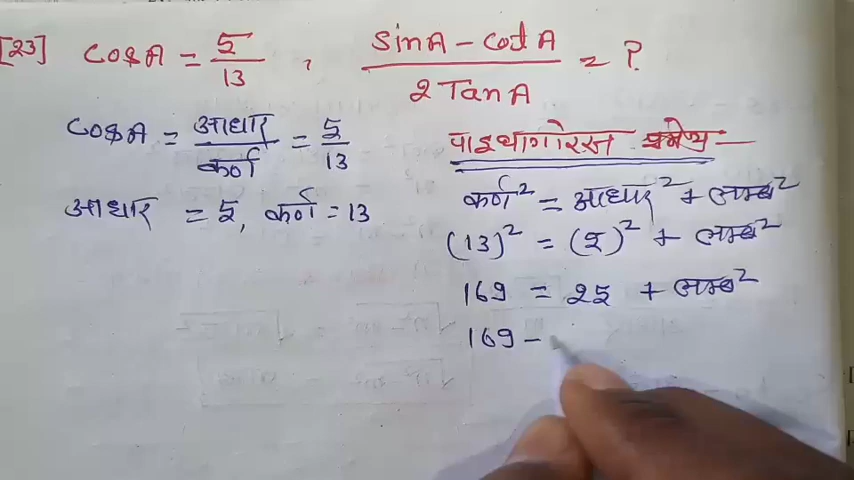 [23] CosA = 5/13 , SinA - Cot A / 2 TanA = ?
CosA = आधार / कर्ण = 5/13
आधार = 5, कर्ण = 13
पाइथागोरस प्रमेय —
कर्ण² = आधार² + लम्ब²
(13)² = (5)² + लम्ब²
169 = 25 + लम्ब²
169 -